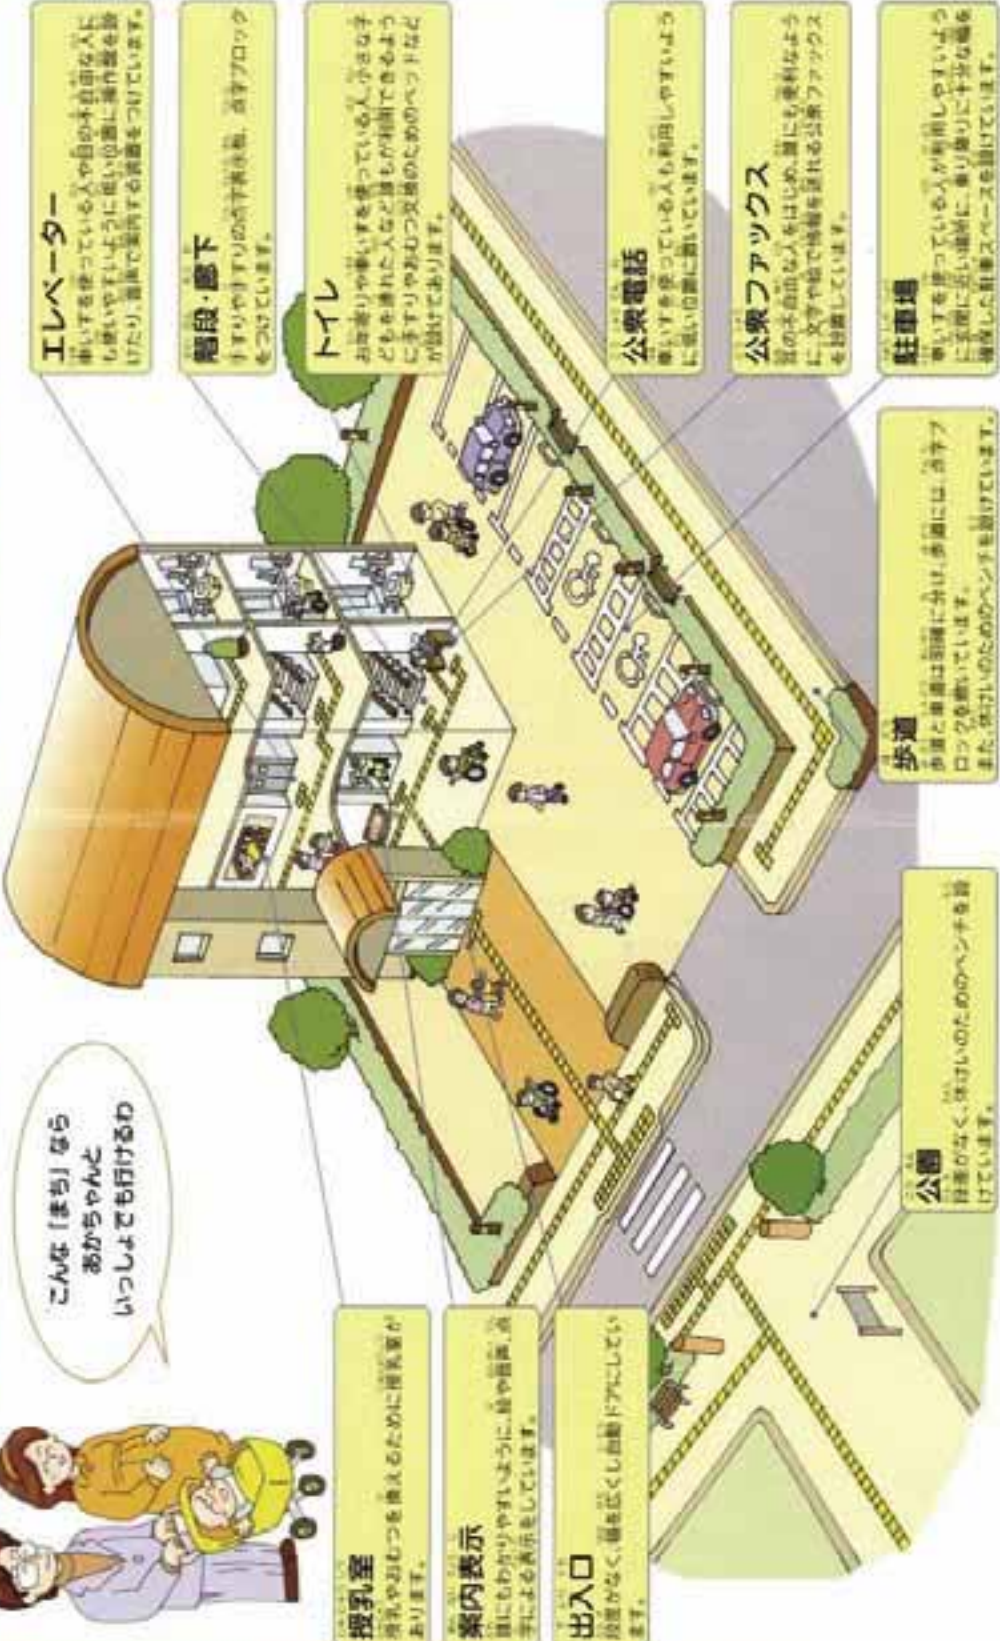 こんな「まち」なら
あかちゃんと
いっしょでも行けるわ
授乳室
授乳やおむつを換えるために授乳室が
あります。
案内表示
誰にもわかりやすいように、絵や音声、点
字による表示をしています。
出入口
段差がなく、幅を広くし自動ドアにしてい
ます。
エレベーター
車いすを使っている人や目の不自由な人に
も使いやすいように低い位置に操作盤を設
けたり、音声で案内する装置をつけています。
階段・廊下
手すりや手すりの点字表示板、点字ブロック
をつけています。
トイレ
お年寄りや車いすを使っている人、小さな子
どもを連れた人など誰もが利用できるよう
に手すりやおむつ交換のためのベッドなど
が設けてあります。
公衆電話
車いすを使っている人も利用しやすいよう
に低い位置に置いています。
公衆ファックス
耳の不自由な人をはじめ、誰にも便利なよう
に、文字や絵で情報を送れる公衆ファックス
を設置しています。
駐車場
車いすを使っている人が利用しやすいよう
に玄関に近い場所に、乗り降りに十分な幅を
確保した駐車スペースを設けています。
歩道
歩道と車道は明確に分け、歩道には、点字ブ
ロックを敷いています。
また、休けいのためのベンチを設けています。
公園
段差がなく、休けいのためのベンチを設
けています。